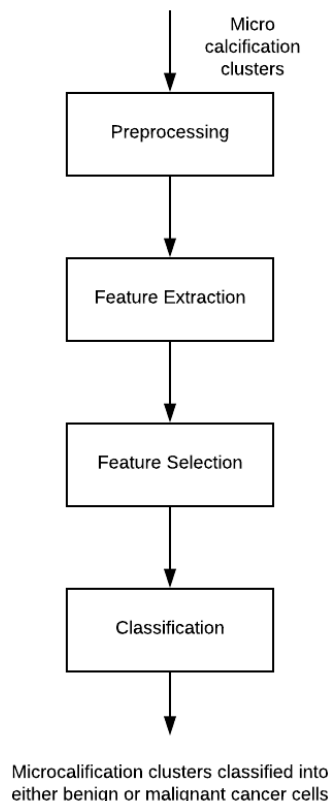 Micro
calcification
clusters
Preprocessing
Feature Extraction
Feature Selection
Classification
Microcalification clusters classified into
either benign or malignant cancer cells